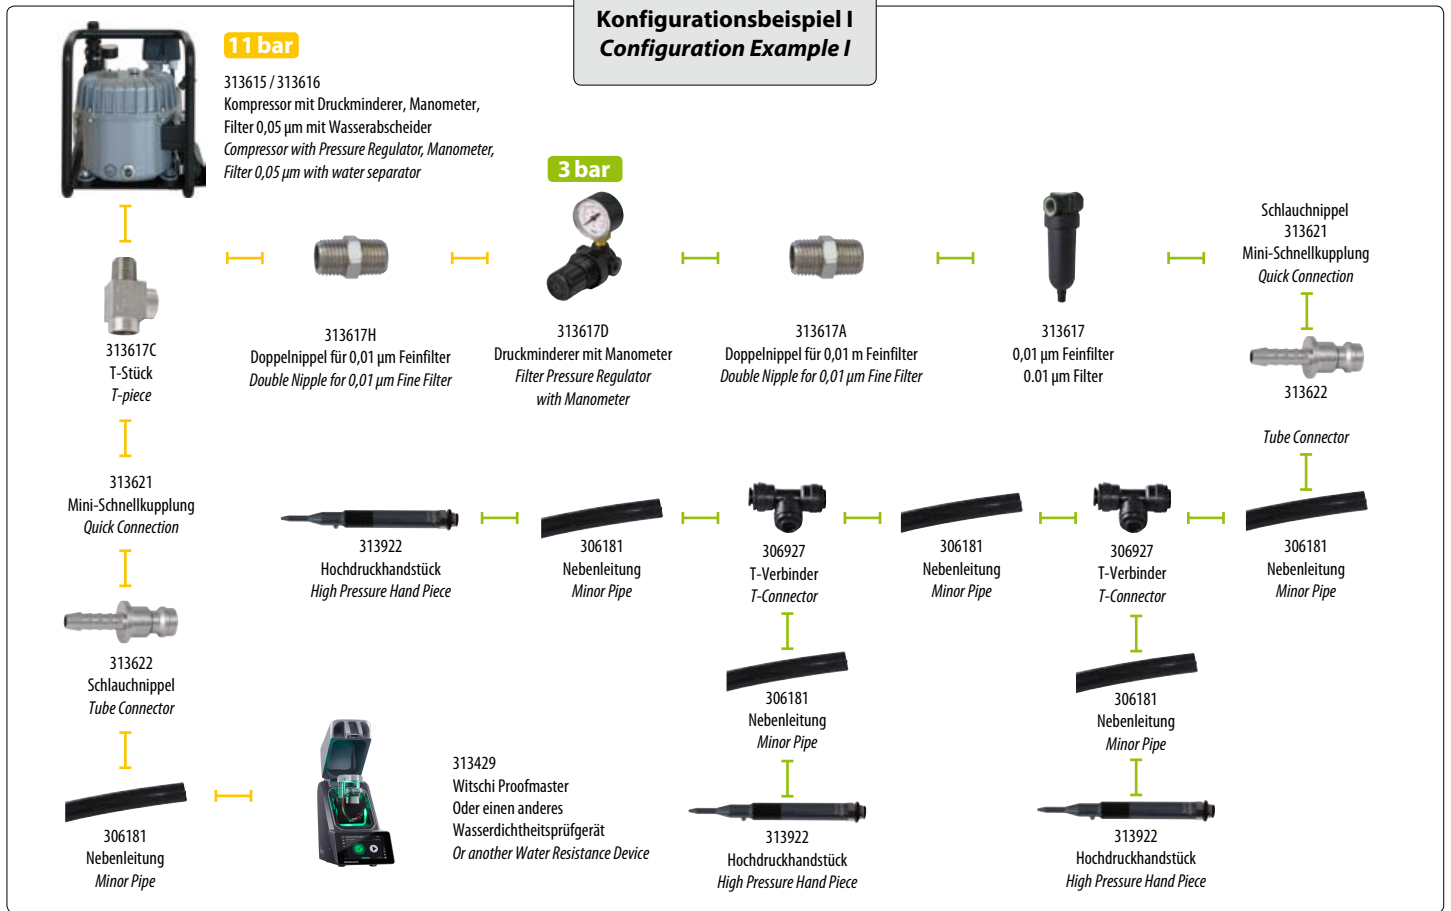 Konfigurationsbeispiel I
Configuration Example I
11 bar
313615 / 313616
Kompressor mit Druckminderer, Manometer,
Filter 0,05 µm mit Wasserabscheider
Compressor with Pressure Regulator, Manometer,
Filter 0,05 µm with water separator
3 bar
313617C
T-Stück
T-piece
313617H
Doppelnippel für 0,01 µm Feinfilter
Double Nipple for 0,01 µm Fine Filter
313617D
Druckminderer mit Manometer
Filter Pressure Regulator
with Manometer
313617A
Doppelnippel für 0,01 m Feinfilter
Double Nipple for 0,01 µm Fine Filter
313617
0,01 µm Feinfilter
0.01 µm Filter
Schlauchnippel
313621
Mini-Schnellkupplung
Quick Connection
313622
Tube Connector
313621
Mini-Schnellkupplung
Quick Connection
313922
Hochdruckhandstück
High Pressure Hand Piece
306181
Nebenleitung
Minor Pipe
306927
T-Verbinder
T-Connector
306181
Nebenleitung
Minor Pipe
306927
T-Verbinder
T-Connector
306181
Nebenleitung
Minor Pipe
313622
Schlauchnippel
Tube Connector
306181
Nebenleitung
Minor Pipe
306181
Nebenleitung
Minor Pipe
306181
Nebenleitung
Minor Pipe
313429
Witschi Proofmaster
Oder einen anderes
Wasserdichtheitsprüfgerät
Or another Water Resistance Device
313922
Hochdruckhandstück
High Pressure Hand Piece
313922
Hochdruckhandstück
High Pressure Hand Piece